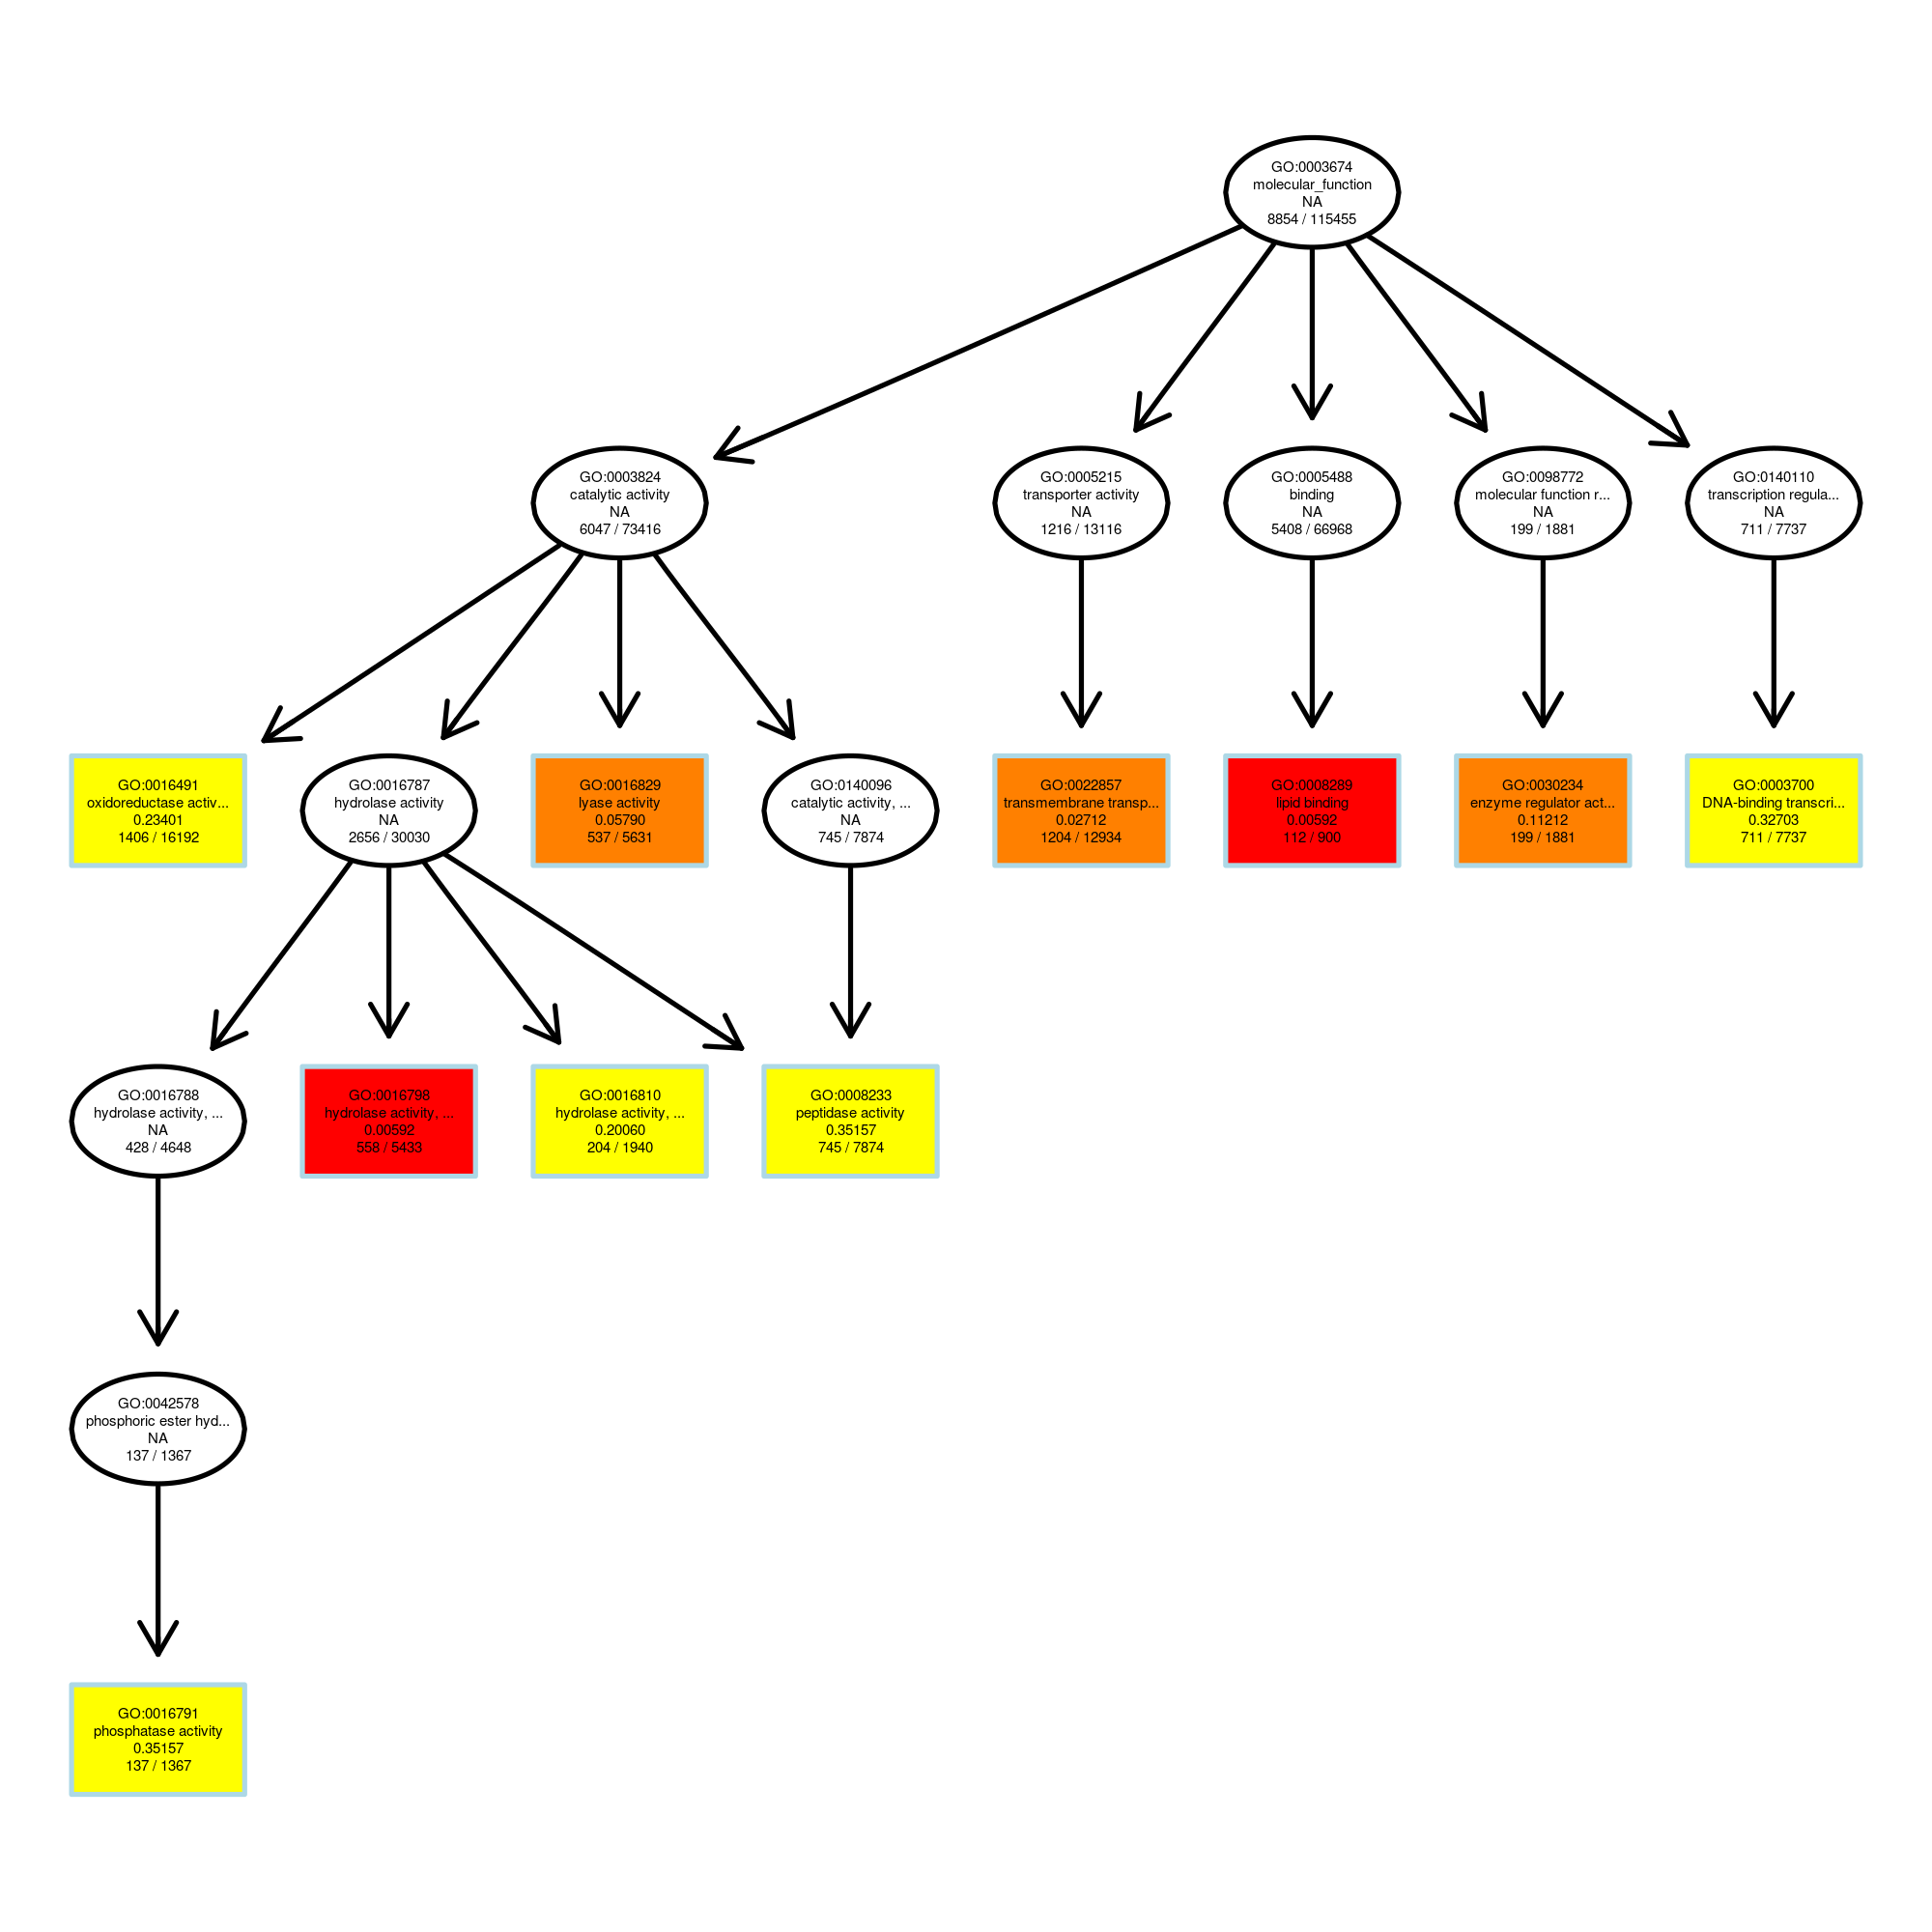 GO:0003674
molecular_function
NA
8854 / 115455
GO:0003824
catalytic activity
NA
6047 / 73416
GO:0005215
transporter activity
NA
1216 / 13116
GO:0005488
binding
NA
5408 / 66968
GO:0098772
molecular function r...
NA
199 / 1881
GO:0140110
transcription regula...
NA
711 / 7737
GO:0016491
oxidoreductase activ...
0.23401
1406 / 16192
GO:0016787
hydrolase activity
NA
2656 / 30030
GO:0016829
lyase activity
0.05790
537 / 5631
GO:0140096
catalytic activity, ...
NA
745 / 7874
GO:0022857
transmembrane transp...
0.02712
1204 / 12934
GO:0008289
lipid binding
0.00592
112 / 900
GO:0030234
enzyme regulator act...
0.11212
199 / 1881
GO:0003700
DNA-binding transcri...
0.32703
711 / 7737
GO:0016788
hydrolase activity, ...
NA
428 / 4648
GO:0016798
hydrolase activity, ...
0.00592
558 / 5433
GO:0016810
hydrolase activity, ...
0.20060
204 / 1940
GO:0008233
peptidase activity
0.35157
745 / 7874
GO:0042578
phosphoric ester hyd...
NA
137 / 1367
GO:0016791
phosphatase activity
0.35157
137 / 1367